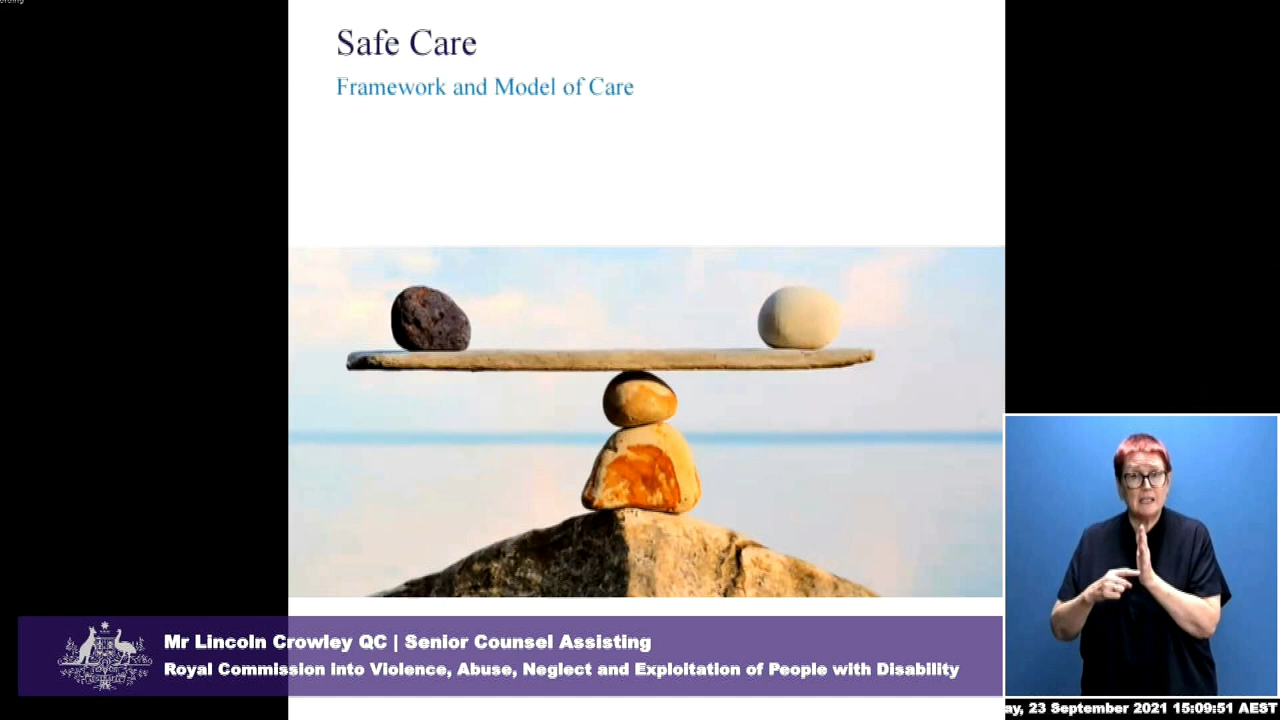 Safe Care
Framework and Model of Care
Mr Lincoln Crowley QC | Senior Counsel Assisting
Royal Commission into Violence, Abuse, Neglect and Exploitation of People with Disability
ay, 23 September 2021 15:09:51 AEST